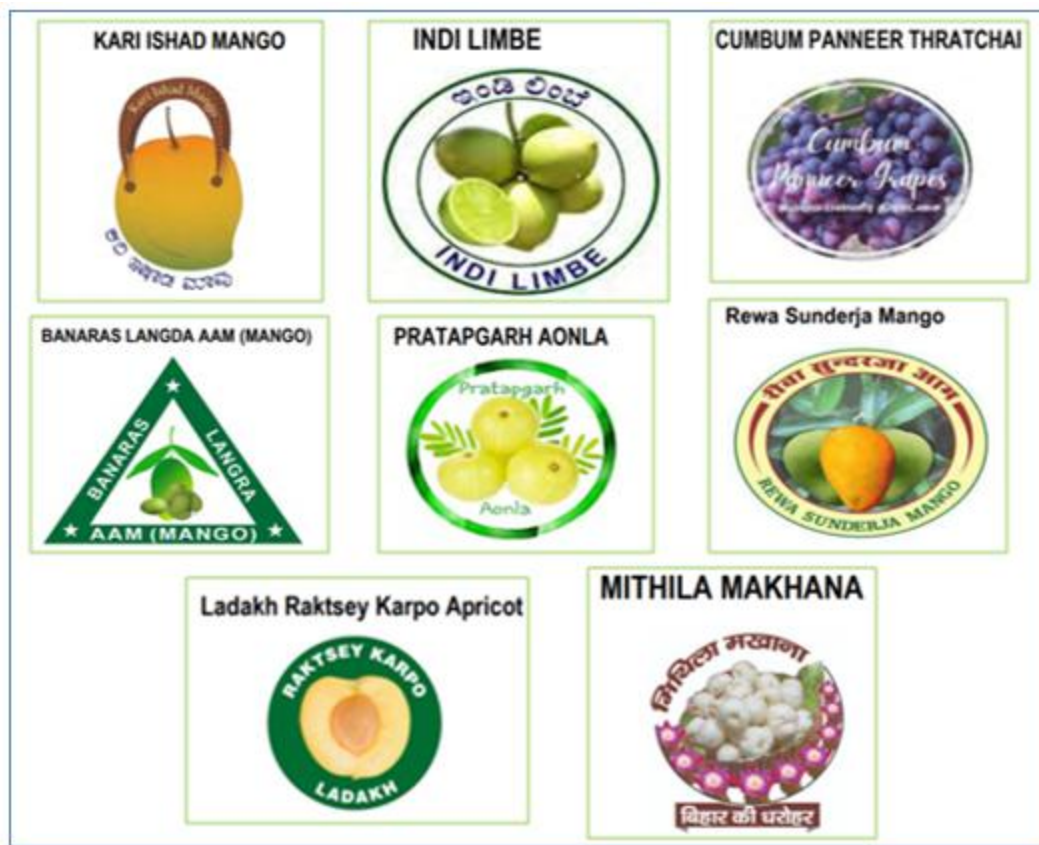 KARI ISHAD MANGO
Kari Ishad Mango
ಕರಿ ಇಷಾಡ ಮಾವು
INDI LIMBE
ಇಂಡಿ ಲಿಂಬೆ
INDI LIMBE
CUMBUM PANNEER THRATCHAI
Cumbum
Panneer Grapes
BANARAS LANGDA AAM (MANGO)
BANARAS
LANGRA
AAM (MANGO)
PRATAPGARH AONLA
Pratapgarh
Aonla
Rewa Sunderja Mango
रीवा सुन्दरजा आम
REWA SUNDERJA MANGO
Ladakh Raktsey Karpo Apricot
RAKTSEY KARPO
LADAKH
MITHILA MAKHANA
मिथिला मखाना
बिहार की धरोहर